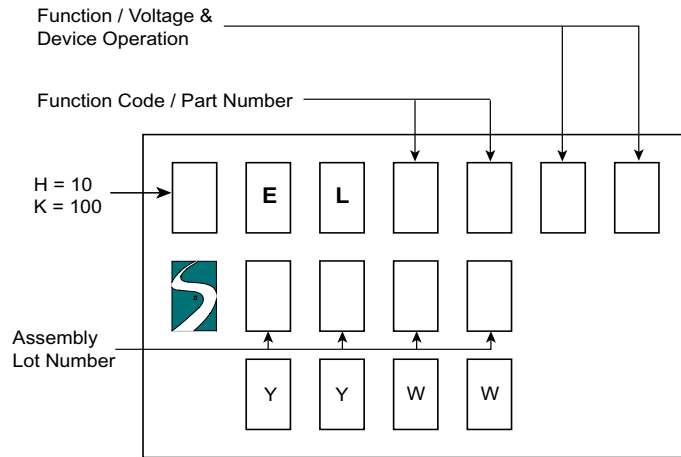 Function / Voltage &
Device Operation
Function Code / Part Number
H = 10
K = 100
E L
Assembly
Lot Number
Y Y W W